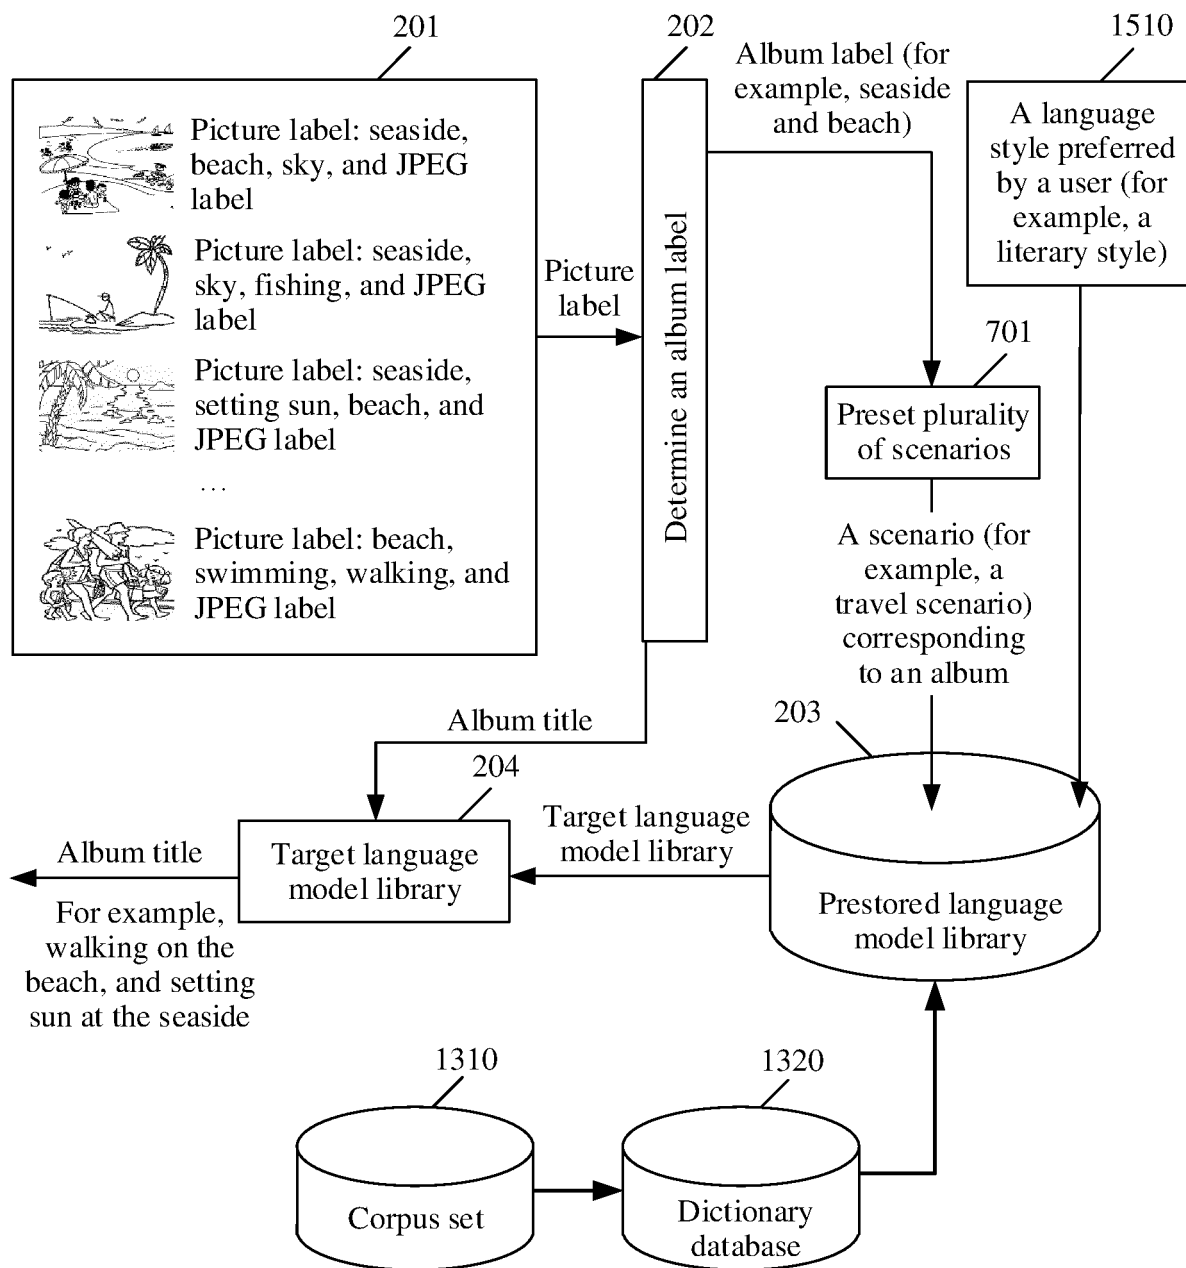 201
202
1510
Picture label: seaside,
beach, sky, and JPEG
label
Picture label: seaside,
sky, fishing, and JPEG
label
Picture label: seaside,
setting sun, beach, and
JPEG label
...
Picture label: beach,
swimming, walking, and
JPEG label
Picture
label
Determine an album label
Album label (for
example, seaside
and beach)
A language
style preferred
by a user (for
example, a
literary style)
701
Preset plurality
of scenarios
A scenario (for
example, a
travel scenario)
corresponding
to an album
203
Album title
204
Target language
model library
Target language
model library
Prestored language
model library
Album title
For example,
walking on the
beach, and setting
sun at the seaside
1310
1320
Corpus set
Dictionary
database